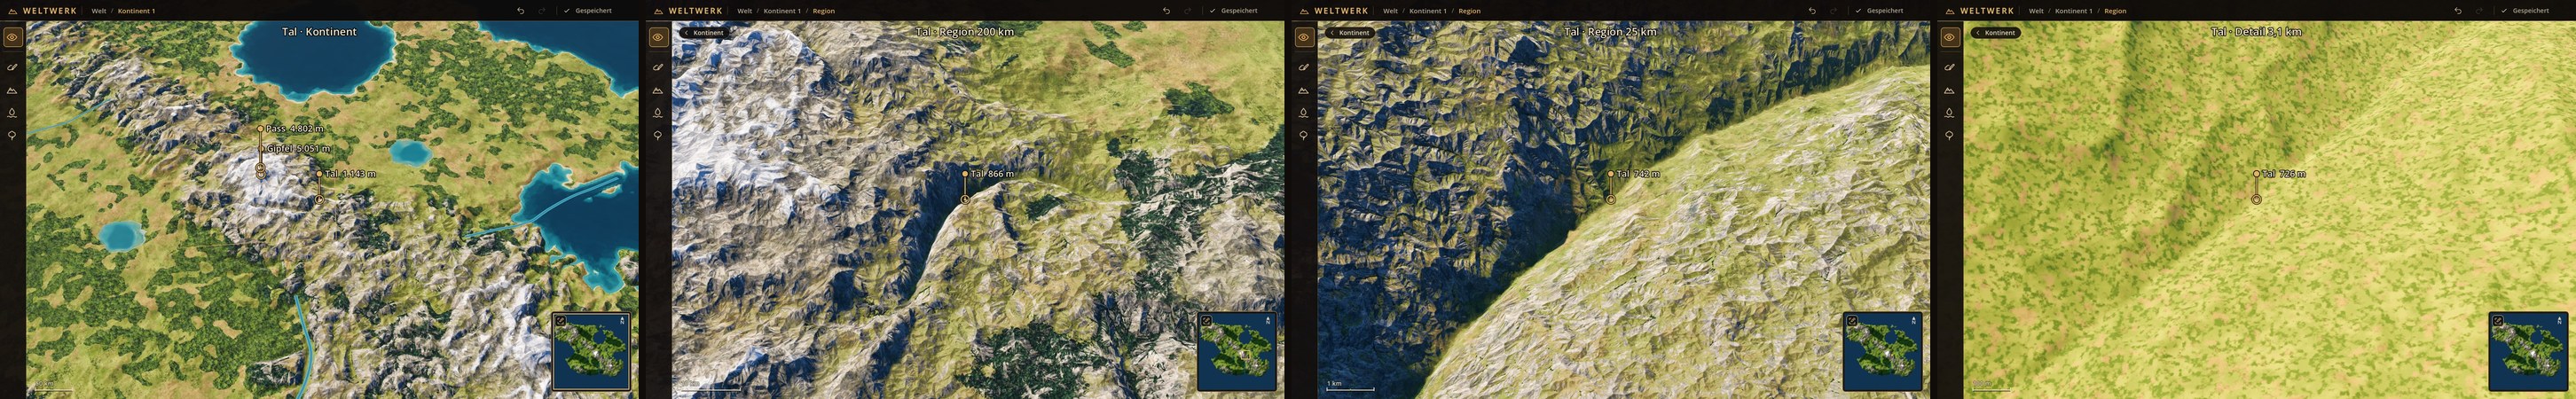 WELTWERK
Welt / Kontinent 1
Gespeichert
Tal · Kontinent
Pass 4.802 m
Gipfel 5.051 m
Tal 1.143 m
N
WELTWERK
Welt / Kontinent 1 / Region
Gespeichert
Kontinent
Tal · Region 200 km
Tal 866 m
N
WELTWERK
Welt / Kontinent 1 / Region
Gespeichert
Kontinent
Tal · Region 25 km
Tal 742 m
1 km
N
WELTWERK
Welt / Kontinent 1 / Region
Gespeichert
Kontinent
Tal · Detail 3,1 km
Tal 726 m
N